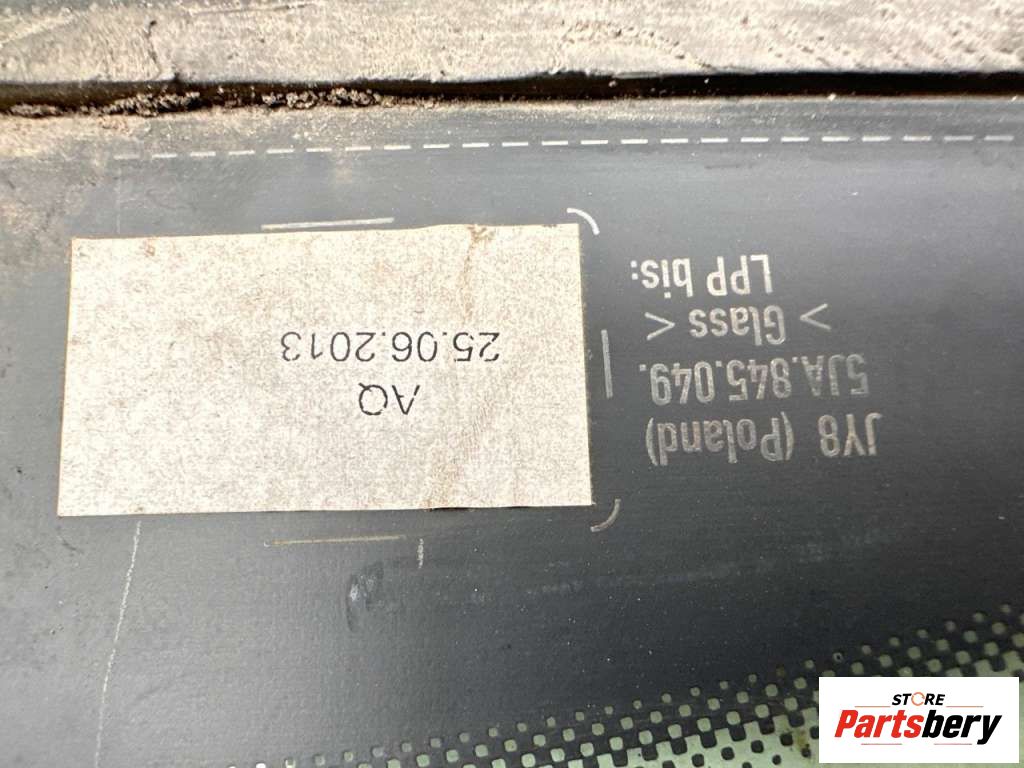 JY8 (Poland)
5JA.845.049.
> Glass <
LPP bis:
AQ
25.06.2013
STORE
Partsbery